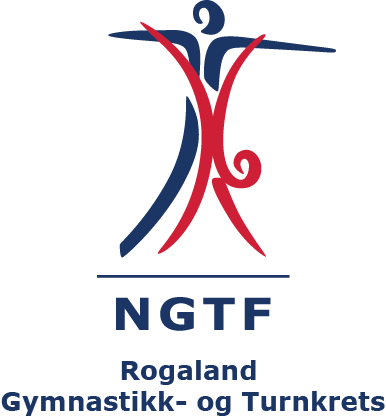 NGTF
Rogaland
Gymnastikk- og Turnkrets